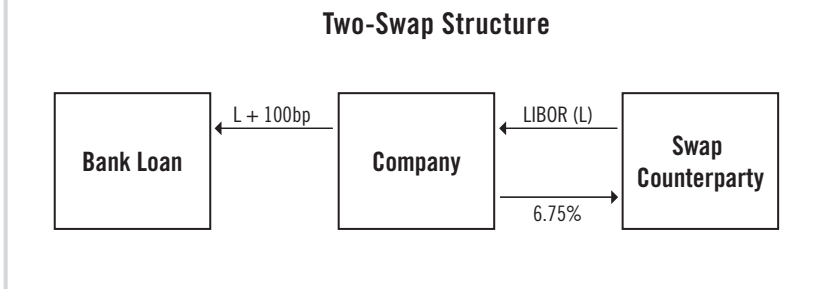 Two-Swap Structure
L + 100bp
LIBOR (L)
Bank Loan
Company
Swap
Counterparty
6.75%